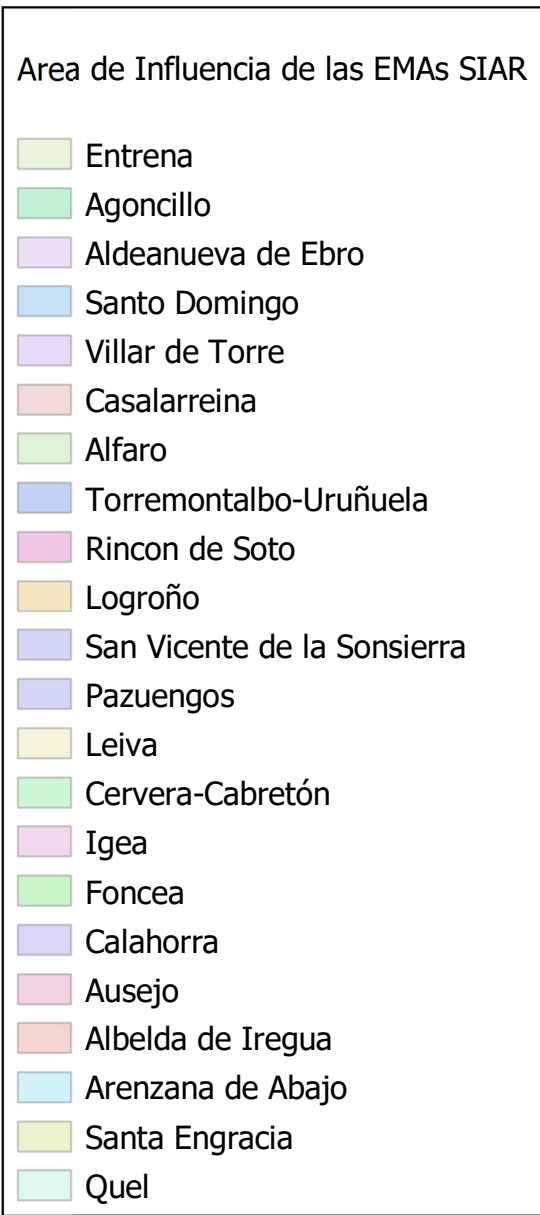 Area de Influencia de las EMAs SIAR
Entrena
Agoncillo
Aldeanueva de Ebro
Santo Domingo
Villar de Torre
Casalarreina
Alfaro
Torremontalbo-Uruñuela
Rincon de Soto
Logroño
San Vicente de la Sonsierra
Pazuengos
Leiva
Cervera-Cabretón
Igea
Foncea
Calahorra
Ausejo
Albelda de Iregua
Arenzana de Abajo
Santa Engracia
Quel